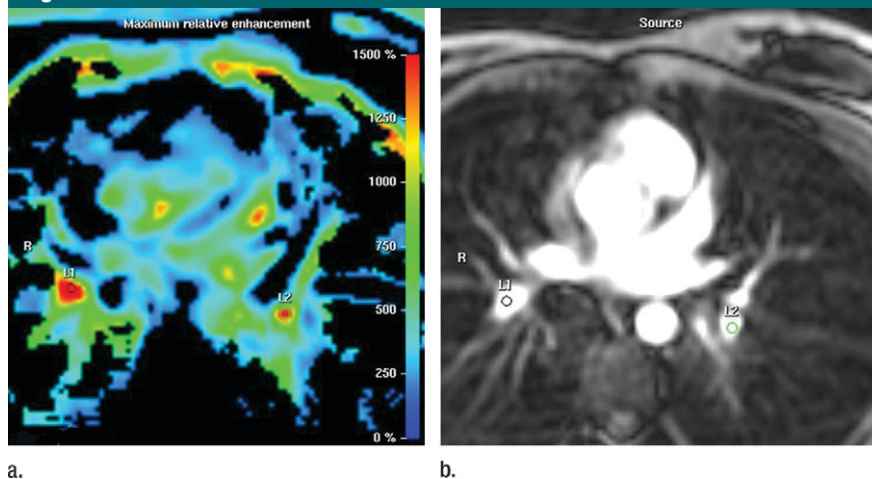 Maximum relative enhancement
1500 %
1250
1000
750
500
250
0 %
R
L1
L2
a.
Source
R
L1
L2
b.